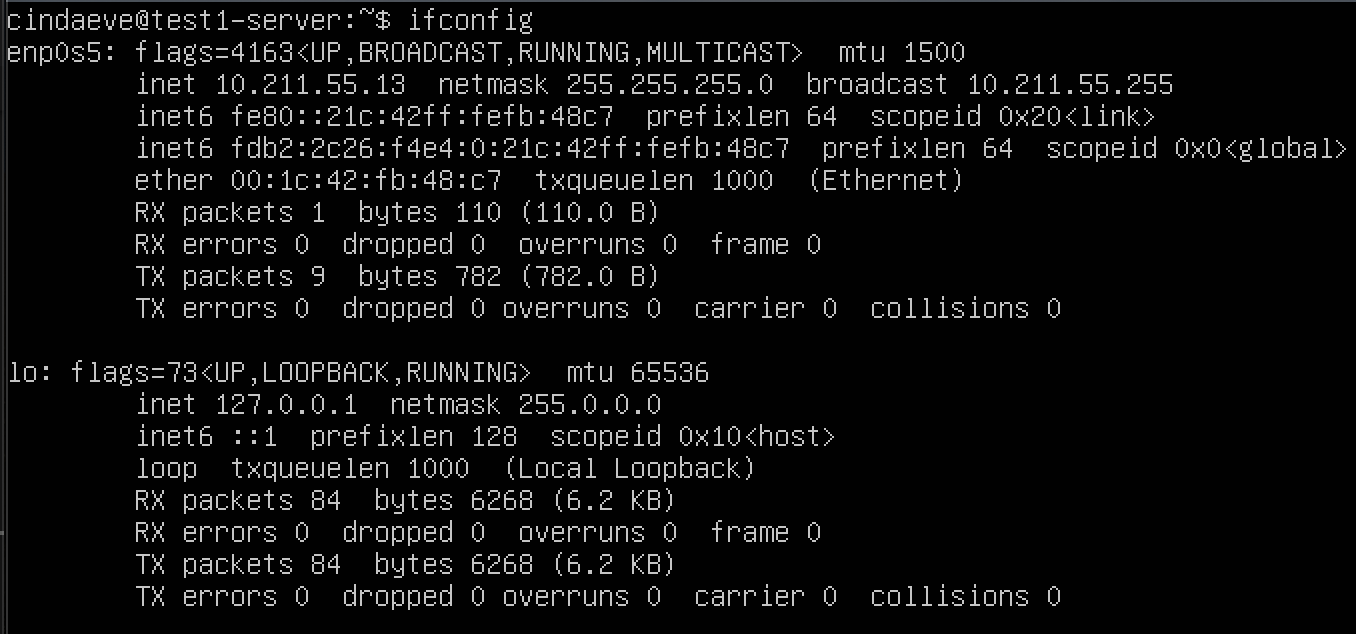 cindaeve@test1-server:~$ ifconfig
enp0s5: flags=4163<UP,BROADCAST,RUNNING,MULTICAST>  mtu 1500
        inet 10.211.55.13  netmask 255.255.255.0  broadcast 10.211.55.255
        inet6 fe80::21c:42ff:fefb:48c7  prefixlen 64  scopeid 0x20<link>
        inet6 fdb2:2c26:f4e4:0:21c:42ff:fefb:48c7  prefixlen 64  scopeid 0x0<global>
        ether 00:1c:42:fb:48:c7  txqueuelen 1000  (Ethernet)
        RX packets 1  bytes 110 (110.0 B)
        RX errors 0  dropped 0  overruns 0  frame 0
        TX packets 9  bytes 782 (782.0 B)
        TX errors 0  dropped 0 overruns 0  carrier 0  collisions 0

lo: flags=73<UP,LOOPBACK,RUNNING>  mtu 65536
        inet 127.0.0.1  netmask 255.0.0.0
        inet6 ::1  prefixlen 128  scopeid 0x10<host>
        loop  txqueuelen 1000  (Local Loopback)
        RX packets 84  bytes 6268 (6.2 KB)
        RX errors 0  dropped 0  overruns 0  frame 0
        TX packets 84  bytes 6268 (6.2 KB)
        TX errors 0  dropped 0 overruns 0  carrier 0  collisions 0